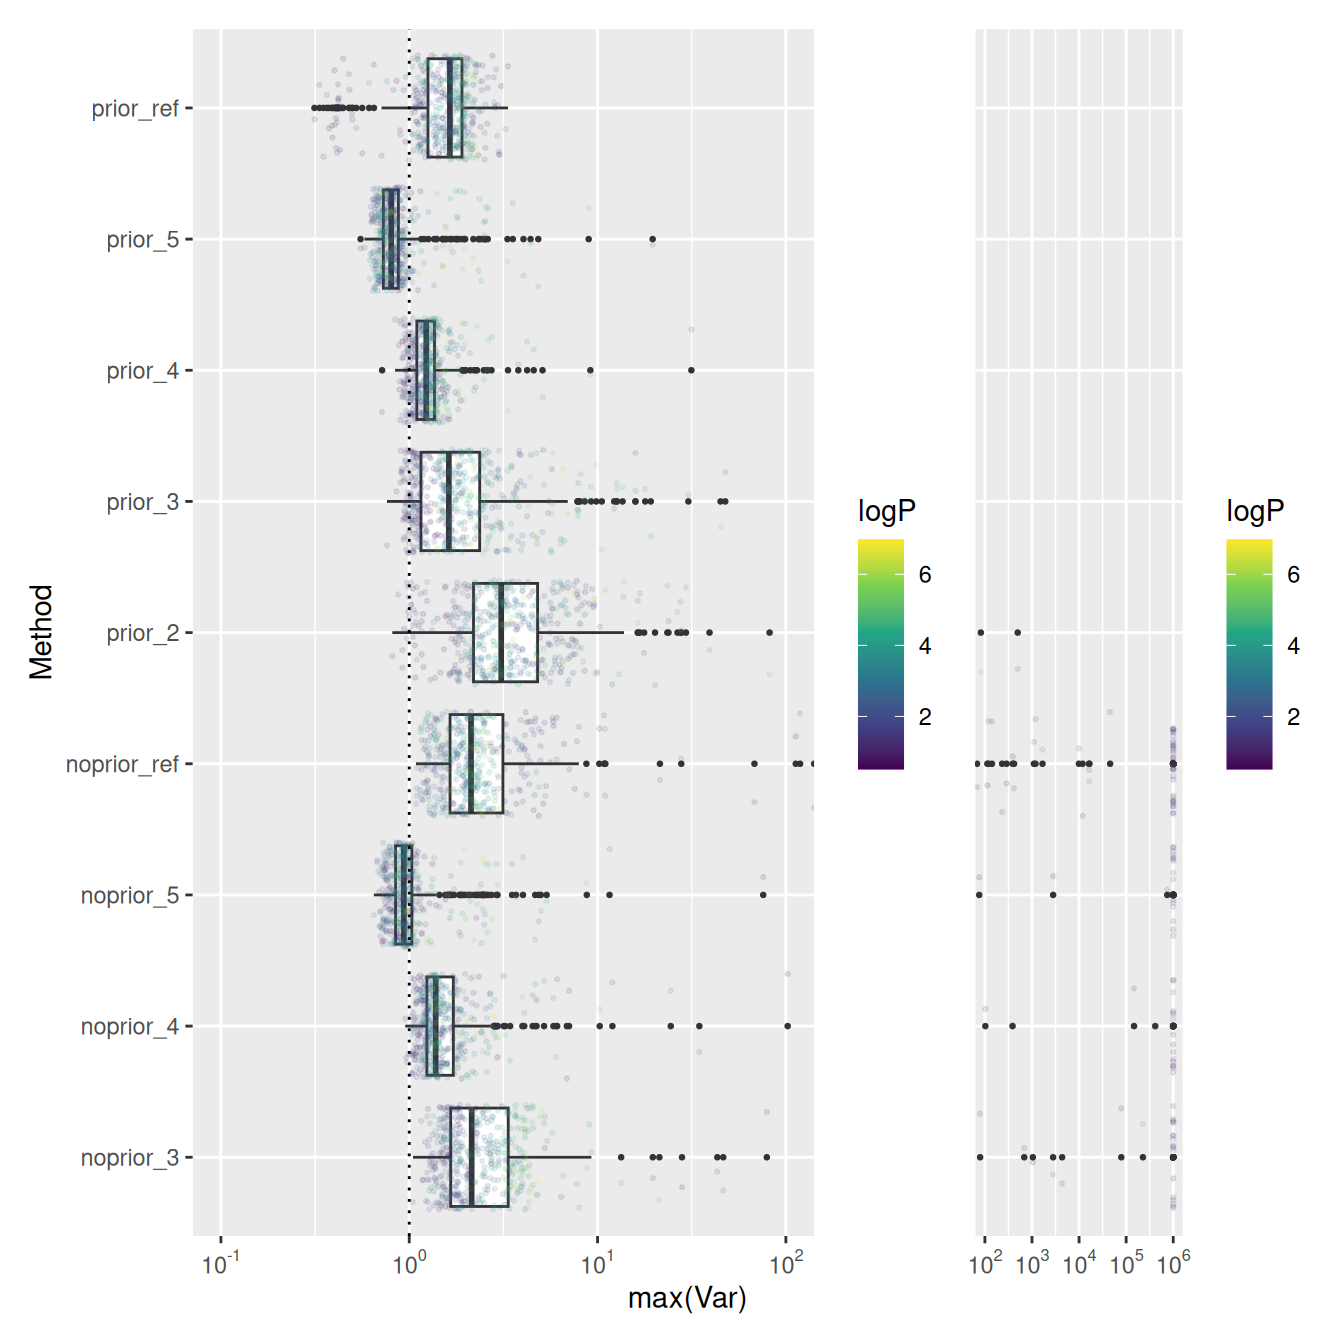 prior_ref
prior_5
prior_4
prior_3
prior_2
noprior_ref
noprior_5
noprior_4
noprior_3
Method
10⁻¹ 10⁰ 10¹ 10²
max(Var)
logP
6
4
2
10² 10³ 10⁴ 10⁵ 10⁶
logP
6
4
2